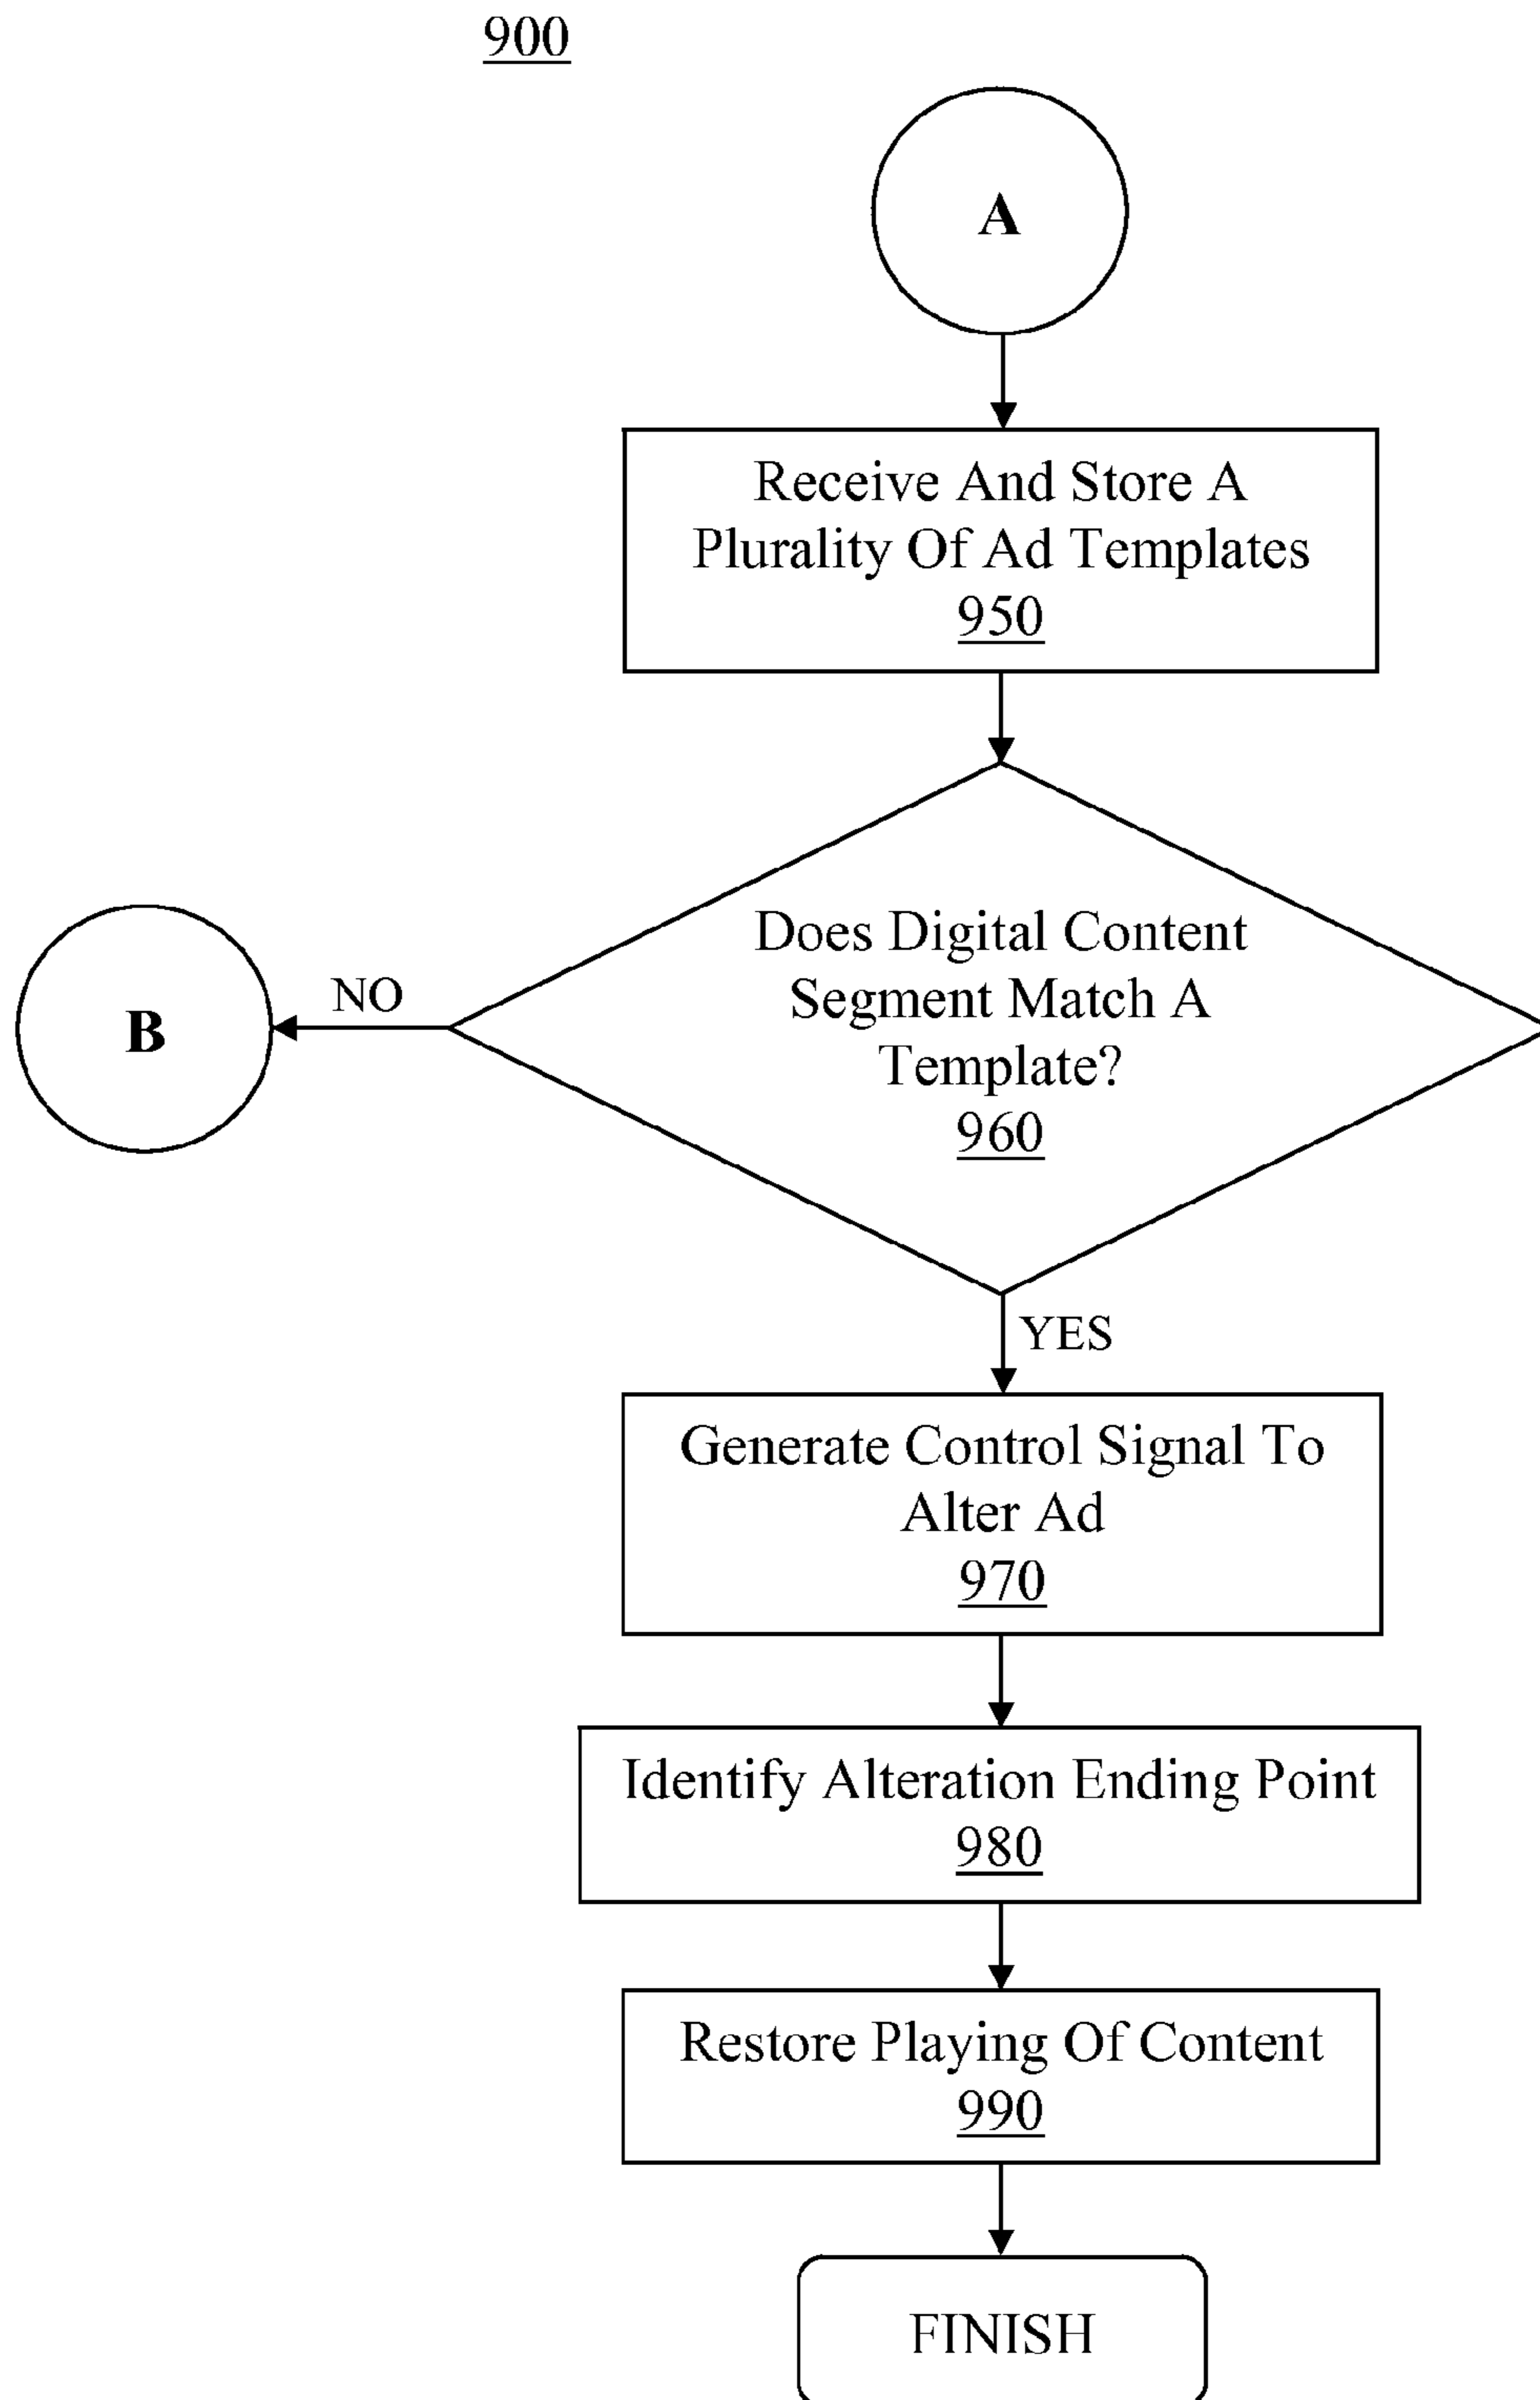 900
A
Receive And Store A
Plurality Of Ad Templates
950
Does Digital Content
Segment Match A
Template?
960
NO
B
YES
Generate Control Signal To
Alter Ad
970
Identify Alteration Ending Point
980
Restore Playing Of Content
990
FINISH